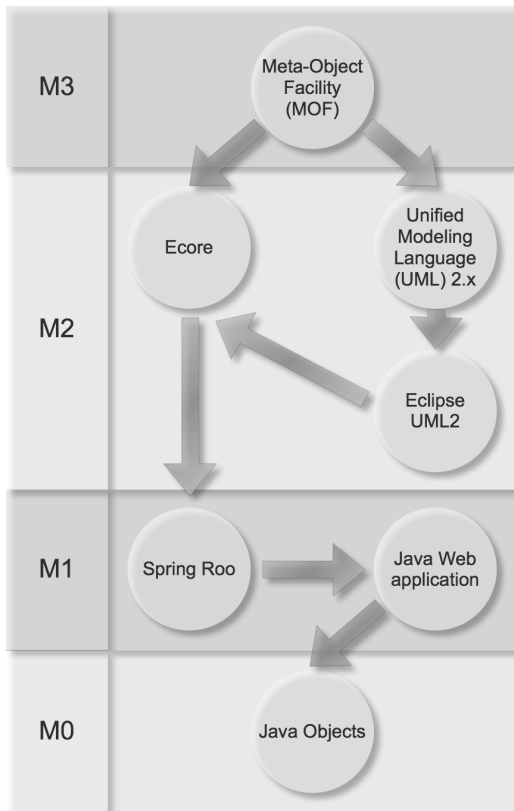 M3
Meta-Object
Facility
(MOF)
M2
Ecore
Unified
Modeling
Language
(UML) 2.x
Eclipse
UML2
M1
Spring Roo
Java Web
application
M0
Java Objects